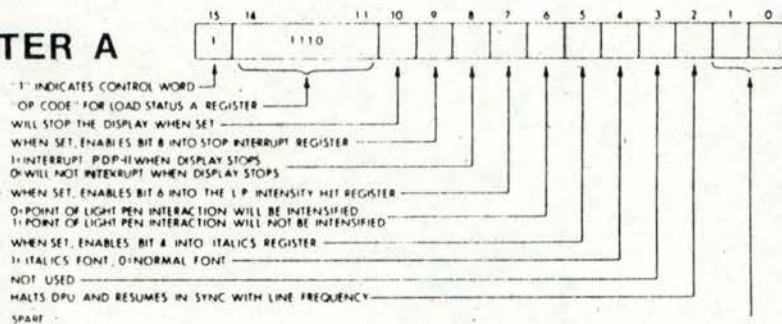 15 14 11 10 9 8 7 6 5 4 3 2 1 0
TER A
1 1110
"1" INDICATES CONTROL WORD
"OP CODE" FOR LOAD STATUS A REGISTER
WILL STOP THE DISPLAY WHEN SET
WHEN SET, ENABLES BIT 8 INTO STOP INTERRUPT REGISTER
1=INTERRUPT PDP-11 WHEN DISPLAY STOPS
0=WILL NOT INTERRUPT WHEN DISPLAY STOPS
WHEN SET, ENABLES BIT 6 INTO THE L P INTENSITY HIT REGISTER
0=POINT OF LIGHT PEN INTERACTION WILL BE INTENSIFIED
1=POINT OF LIGHT PEN INTERACTION WILL NOT BE INTENSIFIED
WHEN SET, ENABLES BIT 4 INTO ITALICS REGISTER
1=ITALICS FONT, 0=NORMAL FONT
NOT USED
HALTS DPU AND RESUMES IN SYNC WITH LINE FREQUENCY
SPARE